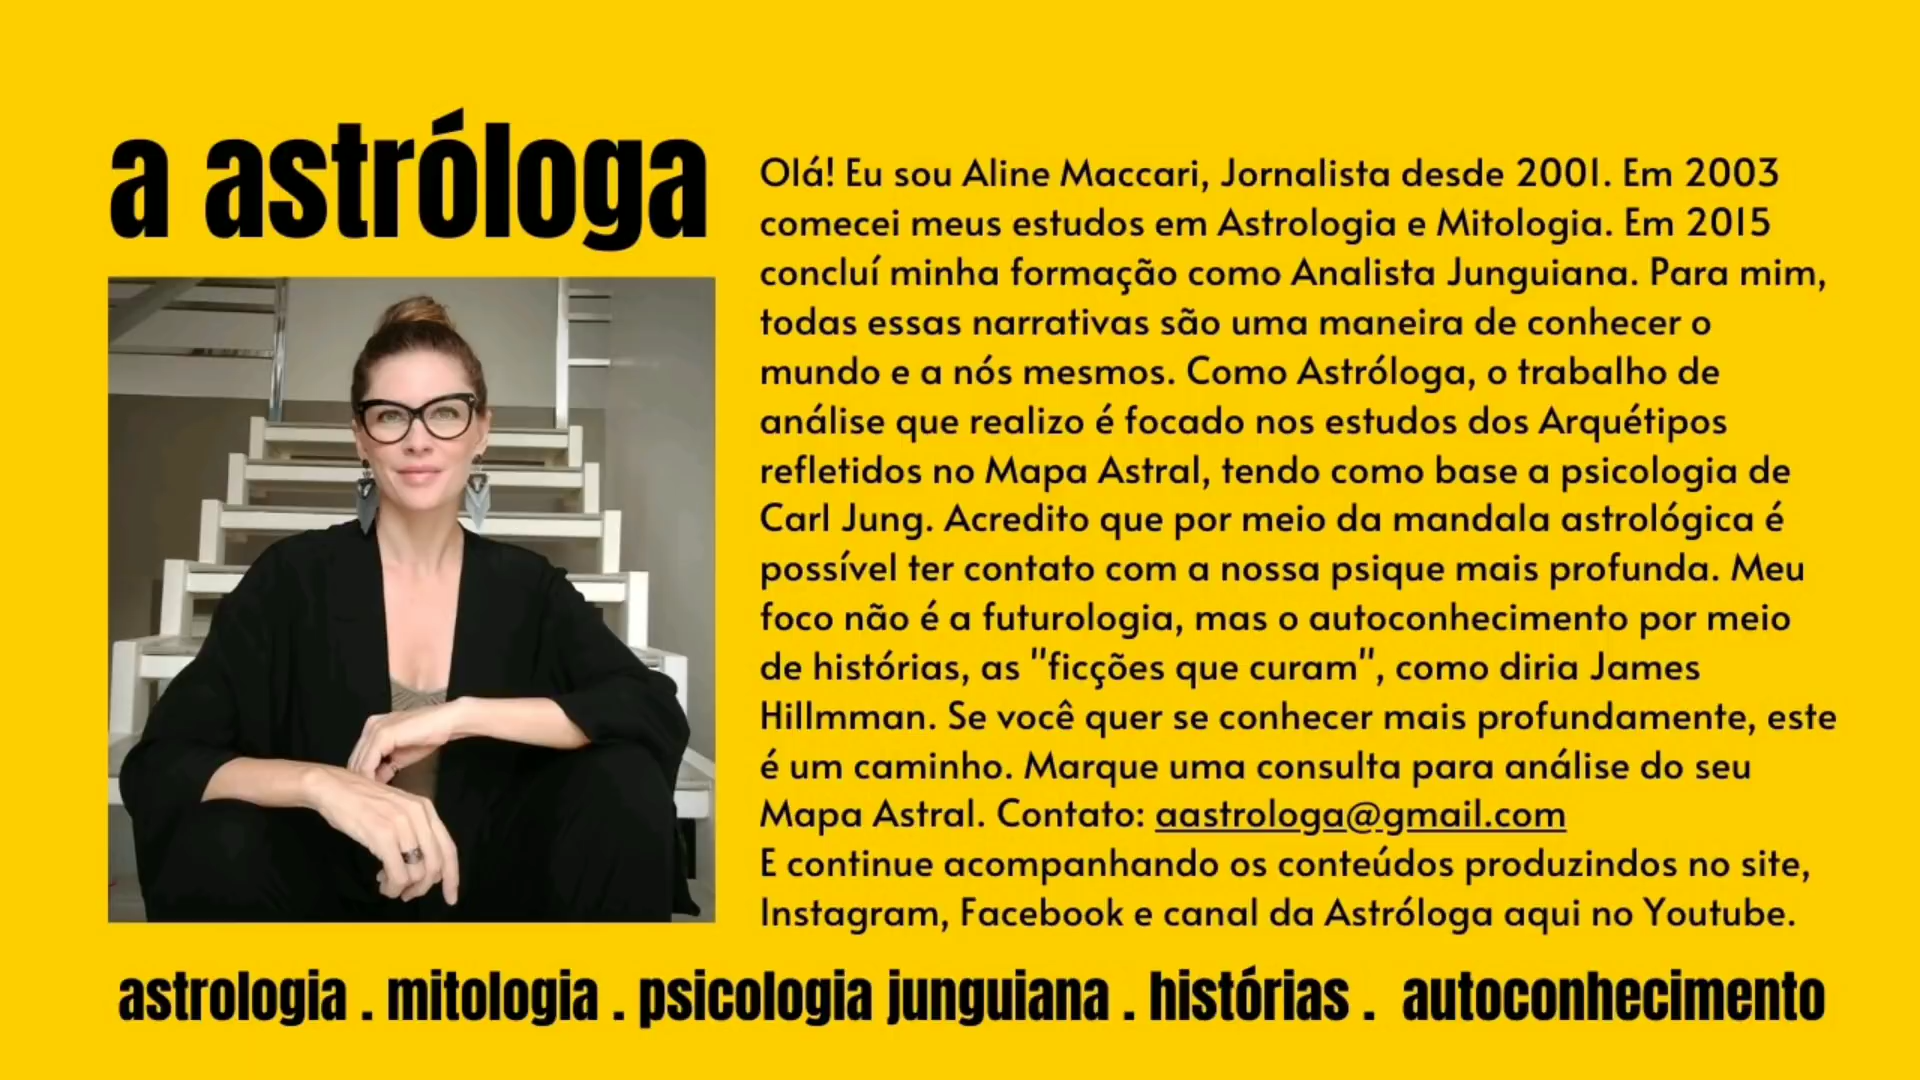 a astróloga
Olá! Eu sou Aline Maccari, Jornalista desde 2001. Em 2003
comecei meus estudos em Astrologia e Mitologia. Em 2015
concluí minha formação como Analista Junguiana. Para mim,
todas essas narrativas são uma maneira de conhecer o
mundo e a nós mesmos. Como Astróloga, o trabalho de
análise que realizo é focado nos estudos dos Arquétipos
refletidos no Mapa Astral, tendo como base a psicologia de
Carl Jung. Acredito que por meio da mandala astrológica é
possível ter contato com a nossa psique mais profunda. Meu
foco não é a futurologia, mas o autoconhecimento por meio
de histórias, as "ficções que curam", como diria James
Hillmman. Se você quer se conhecer mais profundamente, este
é um caminho. Marque uma consulta para análise do seu
Mapa Astral. Contato: aastrologa@gmail.com
E continue acompanhando os conteúdos produzindos no site,
Instagram, Facebook e canal da Astróloga aqui no Youtube.
astrologia . mitologia . psicologia junguiana . histórias . autoconhecimento